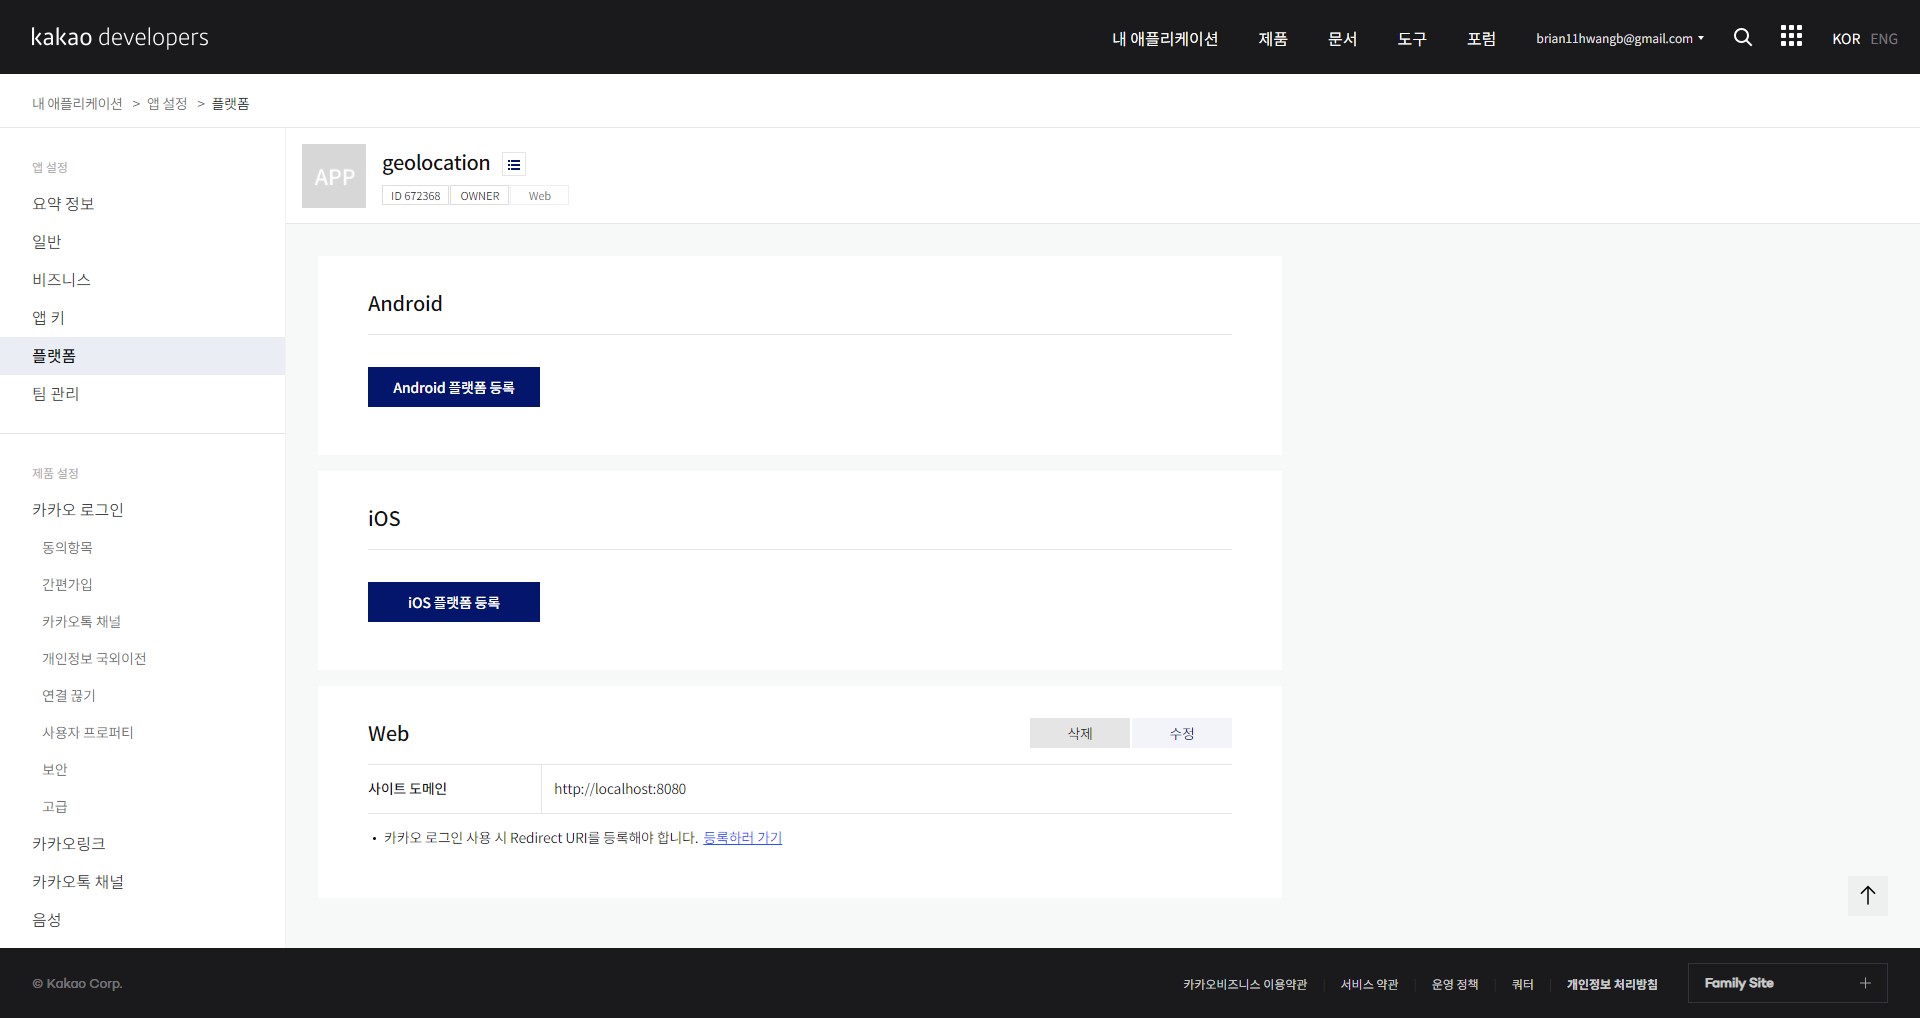 kakao developers
내 애플리케이션 제품 문서 도구 포럼 brian11hwangb@gmail.com KOR ENG
내 애플리케이션 > 앱 설정 > 플랫폼
앱 설정
요약 정보
일반
비즈니스
앱 키
플랫폼
팀 관리
제품 설정
카카오 로그인
동의항목
간편가입
카카오톡 채널
개인정보 국외이전
연결 끊기
사용자 프로퍼티
보안
고급
카카오링크
카카오톡 채널
음성
APP
geolocation
ID 672368 OWNER Web
Android
Android 플랫폼 등록
iOS
iOS 플랫폼 등록
Web 삭제 수정
사이트 도메인 http://localhost:8080
• 카카오 로그인 사용 시 Redirect URI를 등록해야 합니다. 등록하러 가기
© Kakao Corp. 카카오비즈니스 이용약관 서비스 약관 운영 정책 쿼터 개인정보 처리방침 Family Site